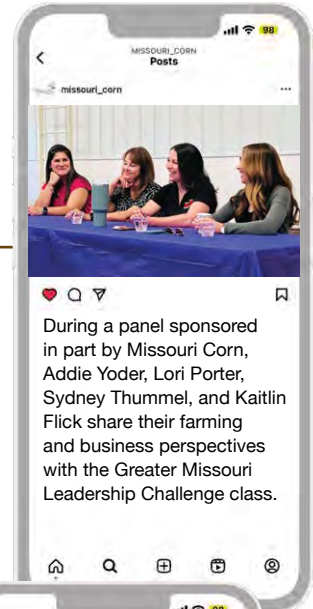 98
MISSOURI_CORN
Posts
missouri_corn
During a panel sponsored
in part by Missouri Corn,
Addie Yoder, Lori Porter,
Sydney Thummel, and Kaitlin
Flick share their farming
and business perspectives
with the Greater Missouri
Leadership Challenge class.